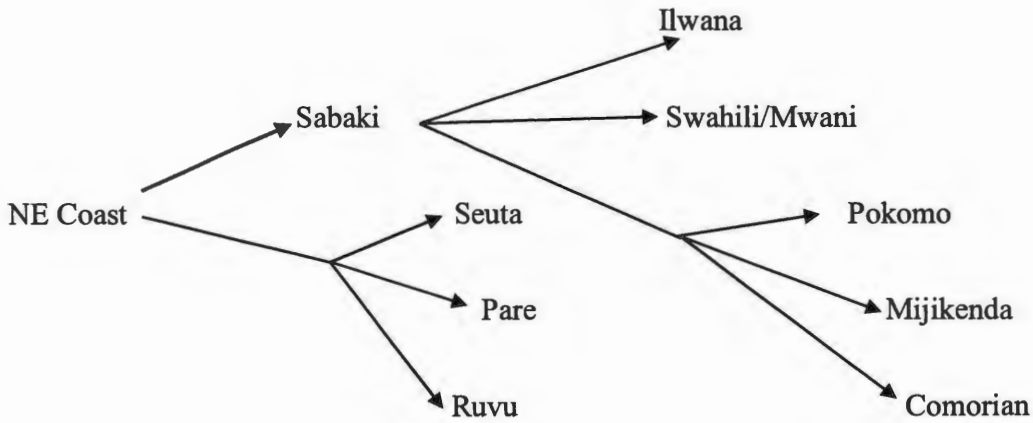 Ilwana
Sabaki
Swahili/Mwani
NE Coast
Seuta
Pokomo
Pare
Mijikenda
Ruvu
Comorian